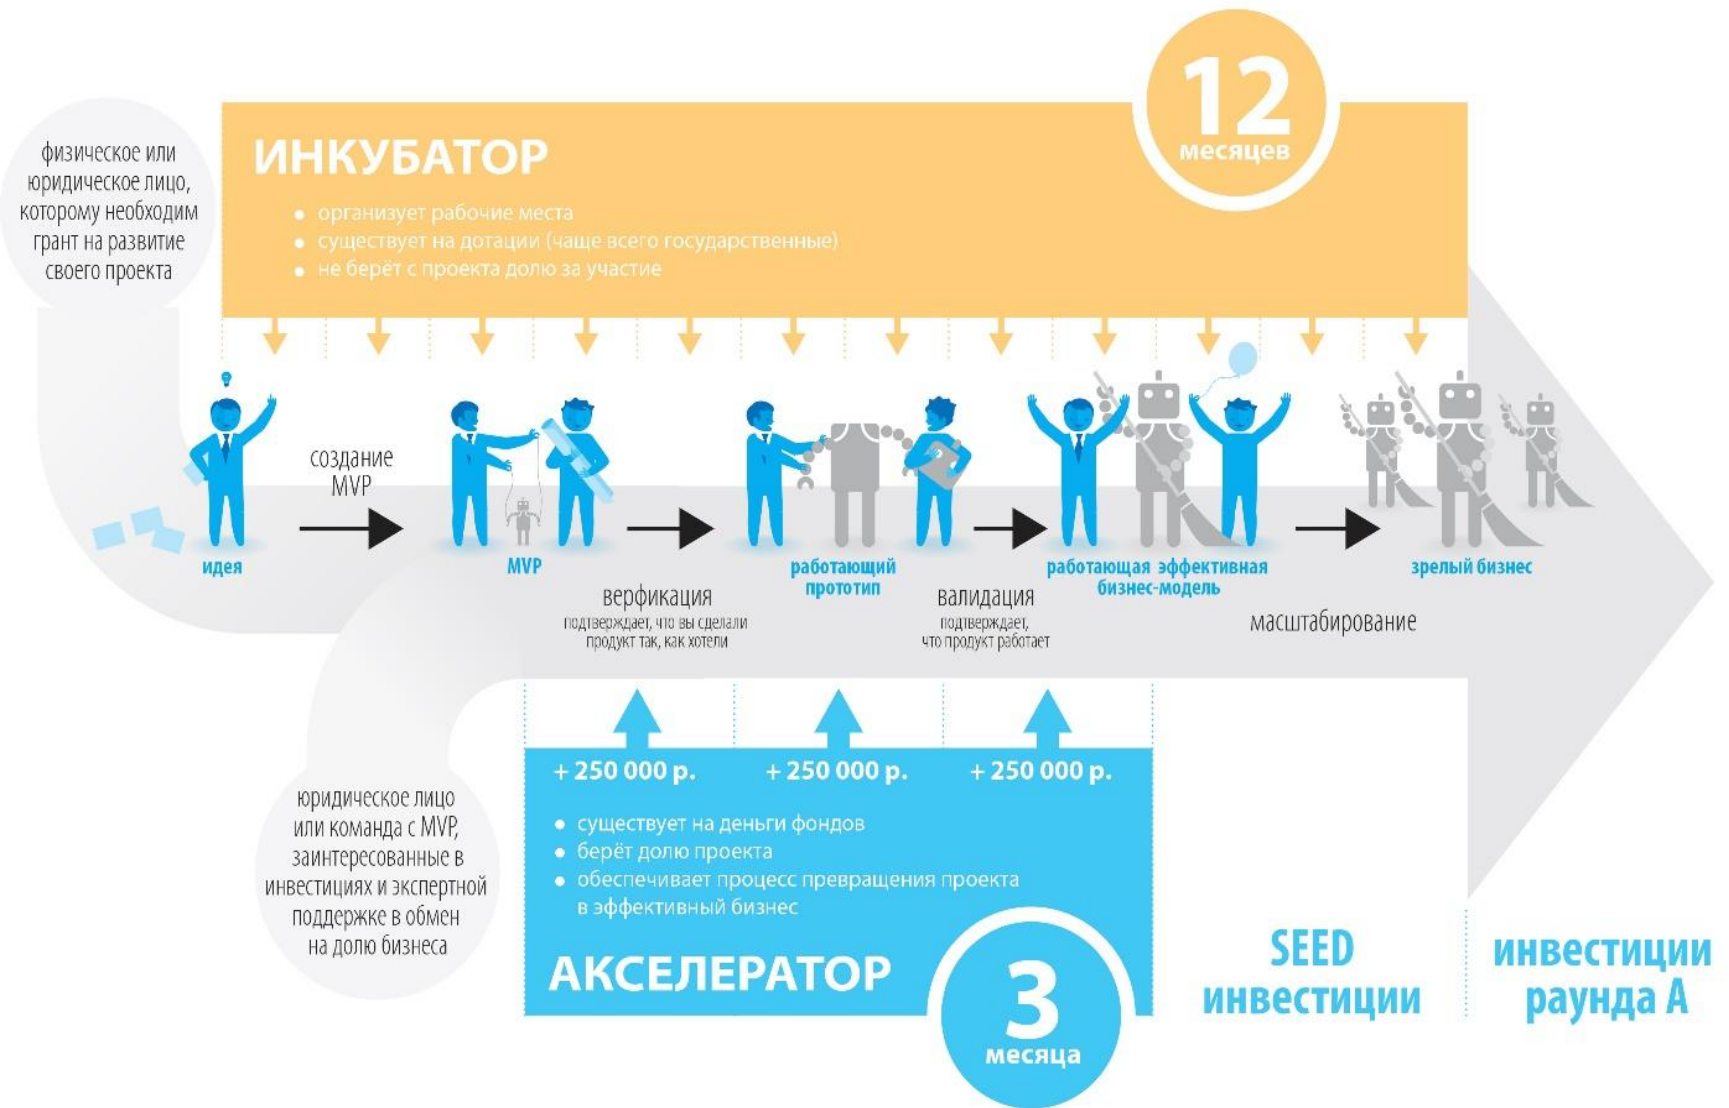 12
месяцев
ИНКУБАТОР
• организует рабочие места
• существует на дотации (чаще всего государственные)
• не берёт с проекта долю за участие
физическое или
юридическое лицо,
которому необходим
грант на развитие
своего проекта
создание
MVP
идея
MVP
работающий
прототип
работающая эффективная
бизнес-модель
зрелый бизнес
верфикация
подтверждает, что вы сделали
продукт так, как хотели
валидация
подтверждает,
что продукт работает
масштабирование
+ 250 000 р.
+ 250 000 р.
+ 250 000 р.
• существует на деньги фондов
• берёт долю проекта
• обеспечивает процесс превращения проекта
в эффективный бизнес
АКСЕЛЕРАТОР
3
месяца
юридическое лицо
или команда с MVP,
заинтересованные в
инвестициях и экспертной
поддержке в обмен
на долю бизнеса
SEED
инвестиции
инвестиции
раунда А